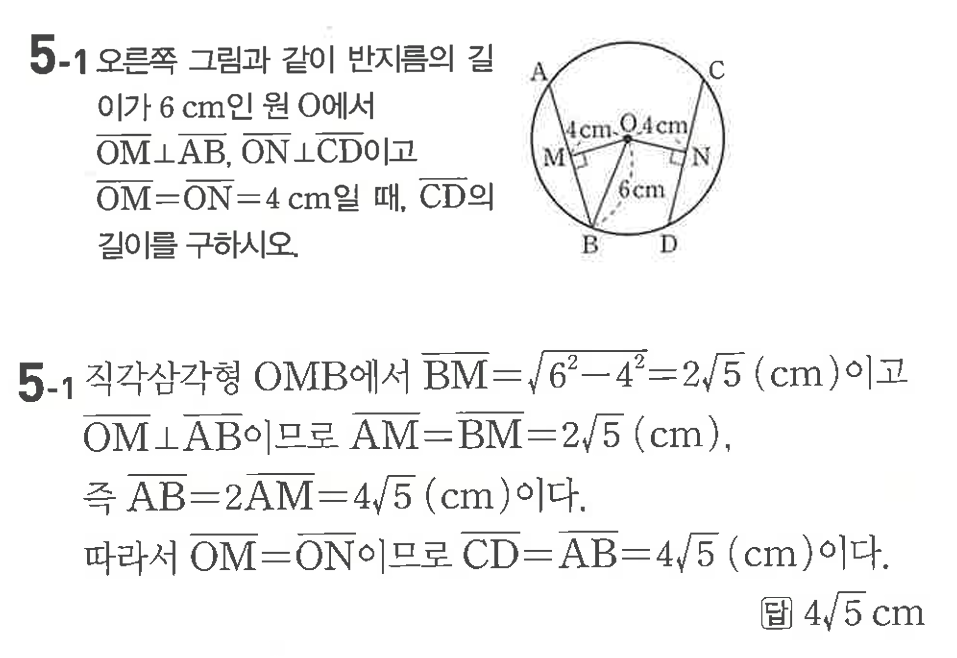 5-1 오른쪽 그림과 같이 반지름의 길
이가 6 cm인 원 O에서
OM⊥AB, ON⊥CD이고
OM=ON=4 cm일 때, CD의
길이를 구하시오.
A
C
4cm O 4cm
M
N
6cm
B
D
5-1 직각삼각형 OMB에서 BM=√(6²-4²)=2√5 (cm)이고
OM⊥AB이므로 AM=BM=2√5 (cm),
즉 AB=2AM=4√5 (cm)이다.
따라서 OM=ON이므로 CD=AB=4√5 (cm)이다.
답 4√5 cm